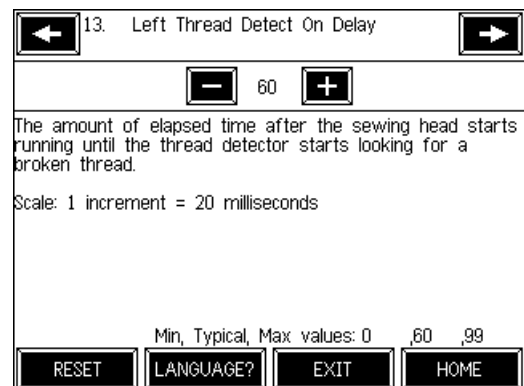 13. Left Thread Detect On Delay
60
The amount of elapsed time after the sewing head starts
running until the thread detector starts looking for a
broken thread.
Scale: 1 increment = 20 milliseconds
Min, Typical, Max values: 0 ,60 ,99
RESET LANGUAGE? EXIT HOME